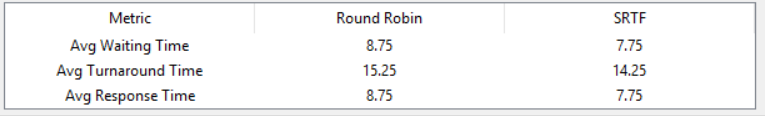 Metric Round Robin SRTF
Avg Waiting Time 8.75 7.75
Avg Turnaround Time 15.25 14.25
Avg Response Time 8.75 7.75